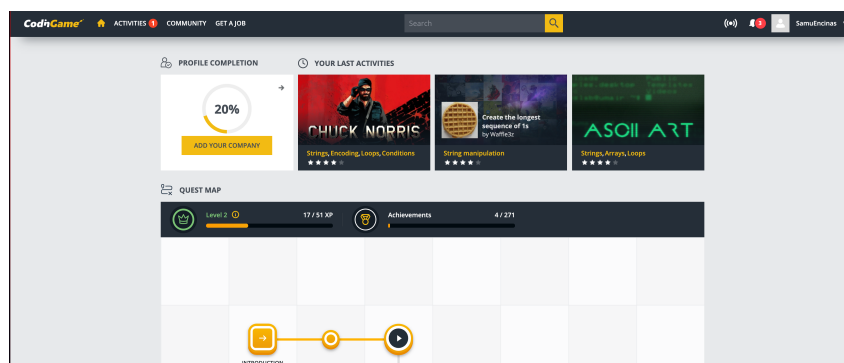 CodinGame
ACTIVITIES 1 COMMUNITY GET A JOB
Search
3 SamuEncinas
PROFILE COMPLETION
20%
ADD YOUR COMPANY
YOUR LAST ACTIVITIES
CHUCK NORRIS
Strings, Encoding, Loops, Conditions
Create the longest
sequence of 1s
by Waffle3z
String manipulation
ASCII ART
Strings, Arrays, Loops
QUEST MAP
Level 2 17 / 51 XP
Achievements 4 / 271
INTRODUCTION